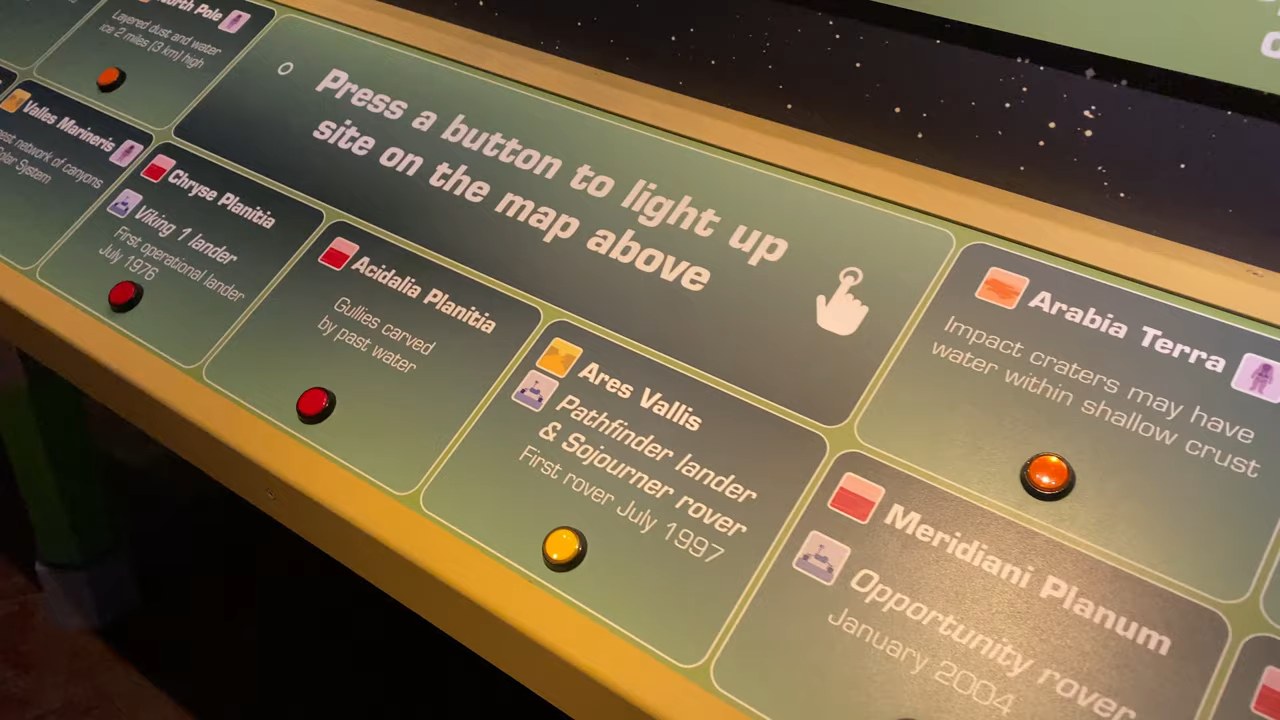 North Pole
Layered dust and water
ice 2 miles (3 km) high
Press a button to light up
site on the map above
Valles Marineris
network of canyons
System
Chryse Planitia
Viking 1 lander
First operational lander
July 1976
Acidalia Planitia
Gullies carved
by past water
Ares Vallis
Pathfinder lander
& Sojourner rover
First rover July 1997
Arabia Terra
Impact craters may have
water within shallow crust
Meridiani Planum
Opportunity rover
January 2004